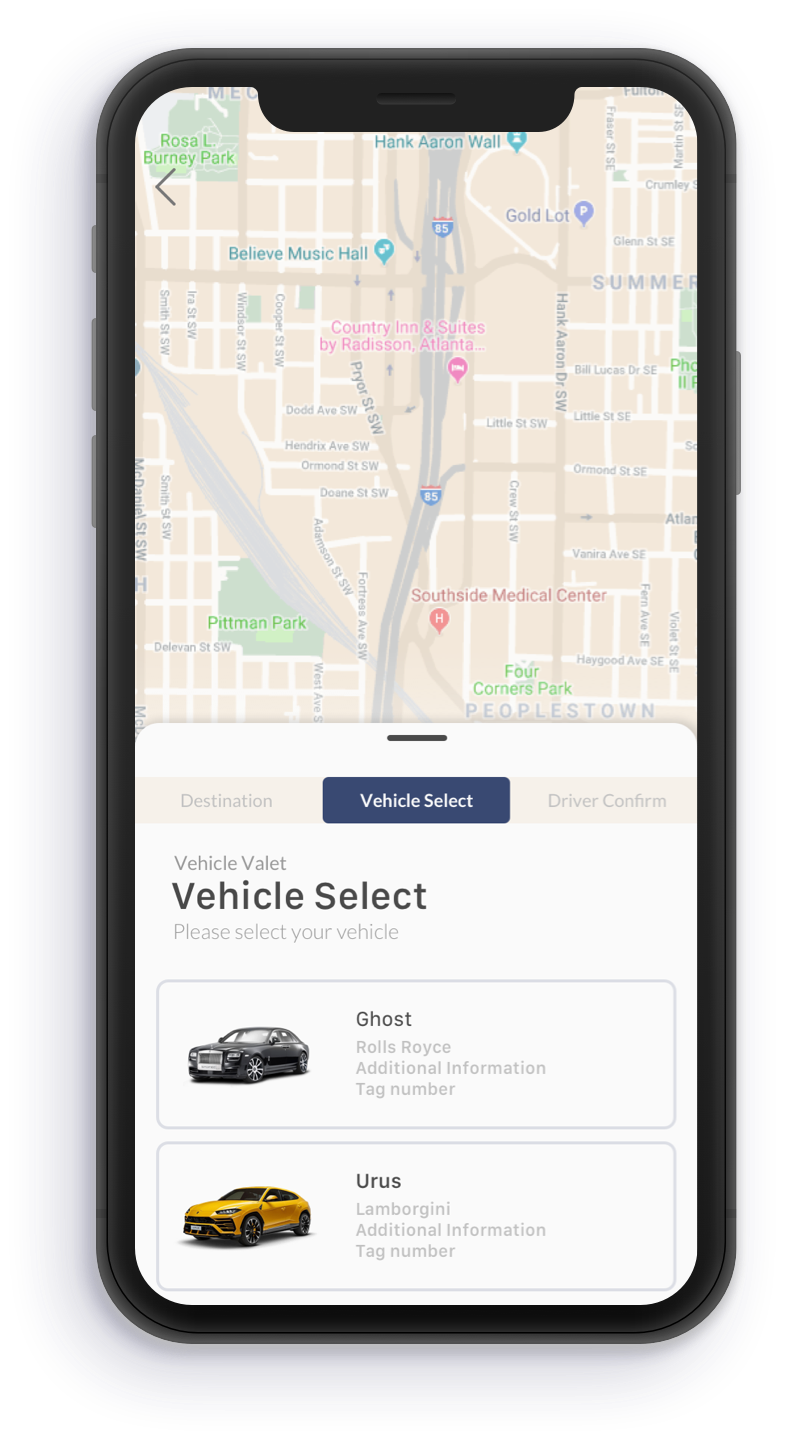 MEC
Fulton
Rosa L.
Burney Park
Hank Aaron Wall
Fraser St SE
Martin St SE
Crumley S
Gold Lot
P
85
Glenn St SE
Believe Music Hall
SUMMER
Smith St SW
Ira St SW
Windsor St SW
Cooper St SW
Hank Aaron Dr SW
Country Inn & Suites
by Radisson, Atlanta...
Pryor St SW
Bill Lucas Dr SE
Pho
II P
Dodd Ave SW
Little St SW
Little St SE
Hendrix Ave SW
Ormond St SW
Ormond St SE
McDaniel St SW
Smith St SW
Doane St SW
85
Crew St SW
Adamson St SW
Atlan
Vanira Ave SE
Fortress Ave SW
H
Southside Medical Center
H
Fern Ave SE
Violet St SE
Pittman Park
Delevan St SW
Haygood Ave SE
West Ave S
Four
Corners Park
PEOPLESTOWN
Destination
Vehicle Select
Driver Confirm
Vehicle Valet
Vehicle Select
Please select your vehicle
Ghost
Rolls Royce
Additional Information
Tag number
Urus
Lamborgini
Additional Information
Tag number